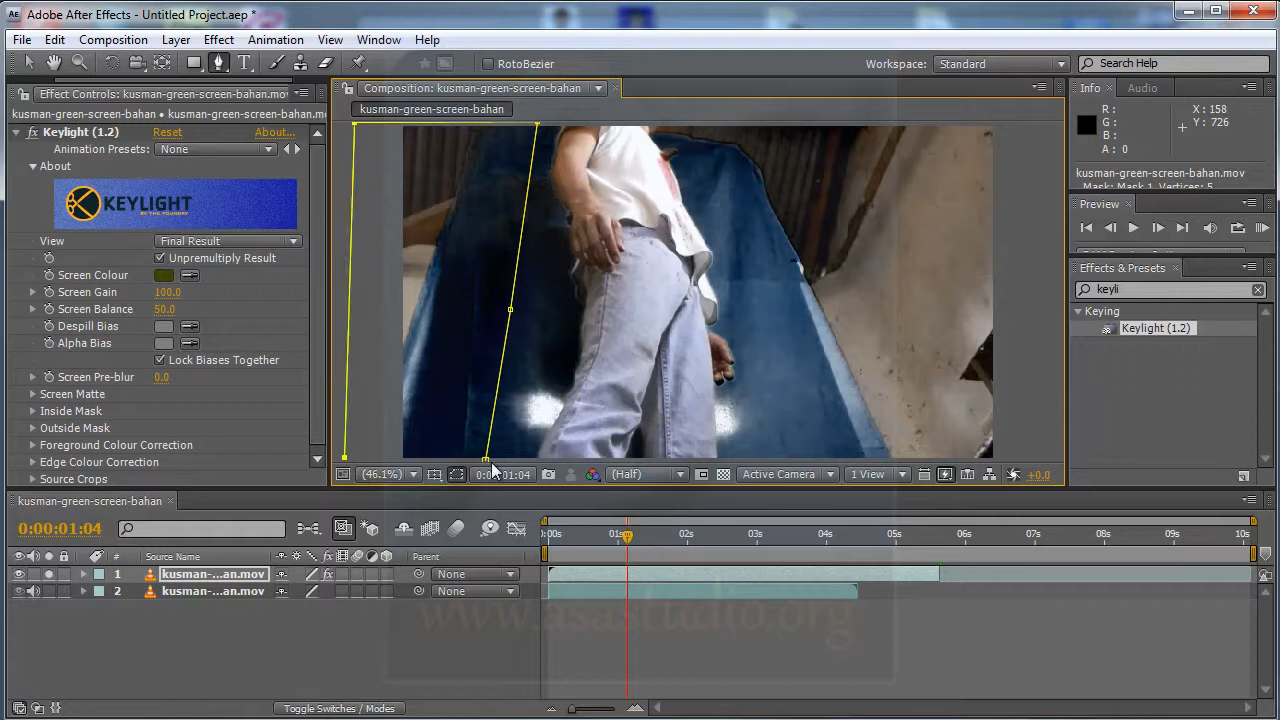 Adobe After Effects - Untitled Project.aep *
File Edit Composition Layer Effect Animation View Window Help
RotoBezier
Workspace: Standard
Search Help
Effect Controls: kusman-green-screen-bahan.mov
kusman-green-screen-bahan • kusman-green-screen-bahan.mov
Keylight (1.2) Reset About...
Animation Presets: None
About
KEYLIGHT
BY THE FOUNDRY
View Final Result
Unpremultiply Result
Screen Colour
Screen Gain 100.0
Screen Balance 50.0
Despill Bias
Alpha Bias
Lock Biases Together
Screen Pre-blur 0.0
Screen Matte
Inside Mask
Outside Mask
Foreground Colour Correction
Edge Colour Correction
Source Crops
Composition: kusman-green-screen-bahan
kusman-green-screen-bahan
(46.1%) 0:00:01:04 (Half) Active Camera 1 View +0.0
Info Audio
R: X: 158
G: Y: 726
B:
A: 0
kusman-green-screen-bahan.mov
Mask: Mask 1, Vertices: 5
Preview
Effects & Presets
keyli
Keying
Keylight (1.2)
kusman-green-screen-bahan
0:00:01:04
:00s 01s 02s 03s 04s 05s 06s 07s 08s 09s 10s
# Source Name Parent
1 kusman-...an.mov None
2 kusman-...an.mov None
Toggle Switches / Modes
www.asastudio.org